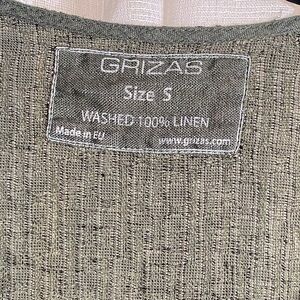 GRIZAS
Size S
WASHED 100% LINEN
Made in EU
www.grizas.com